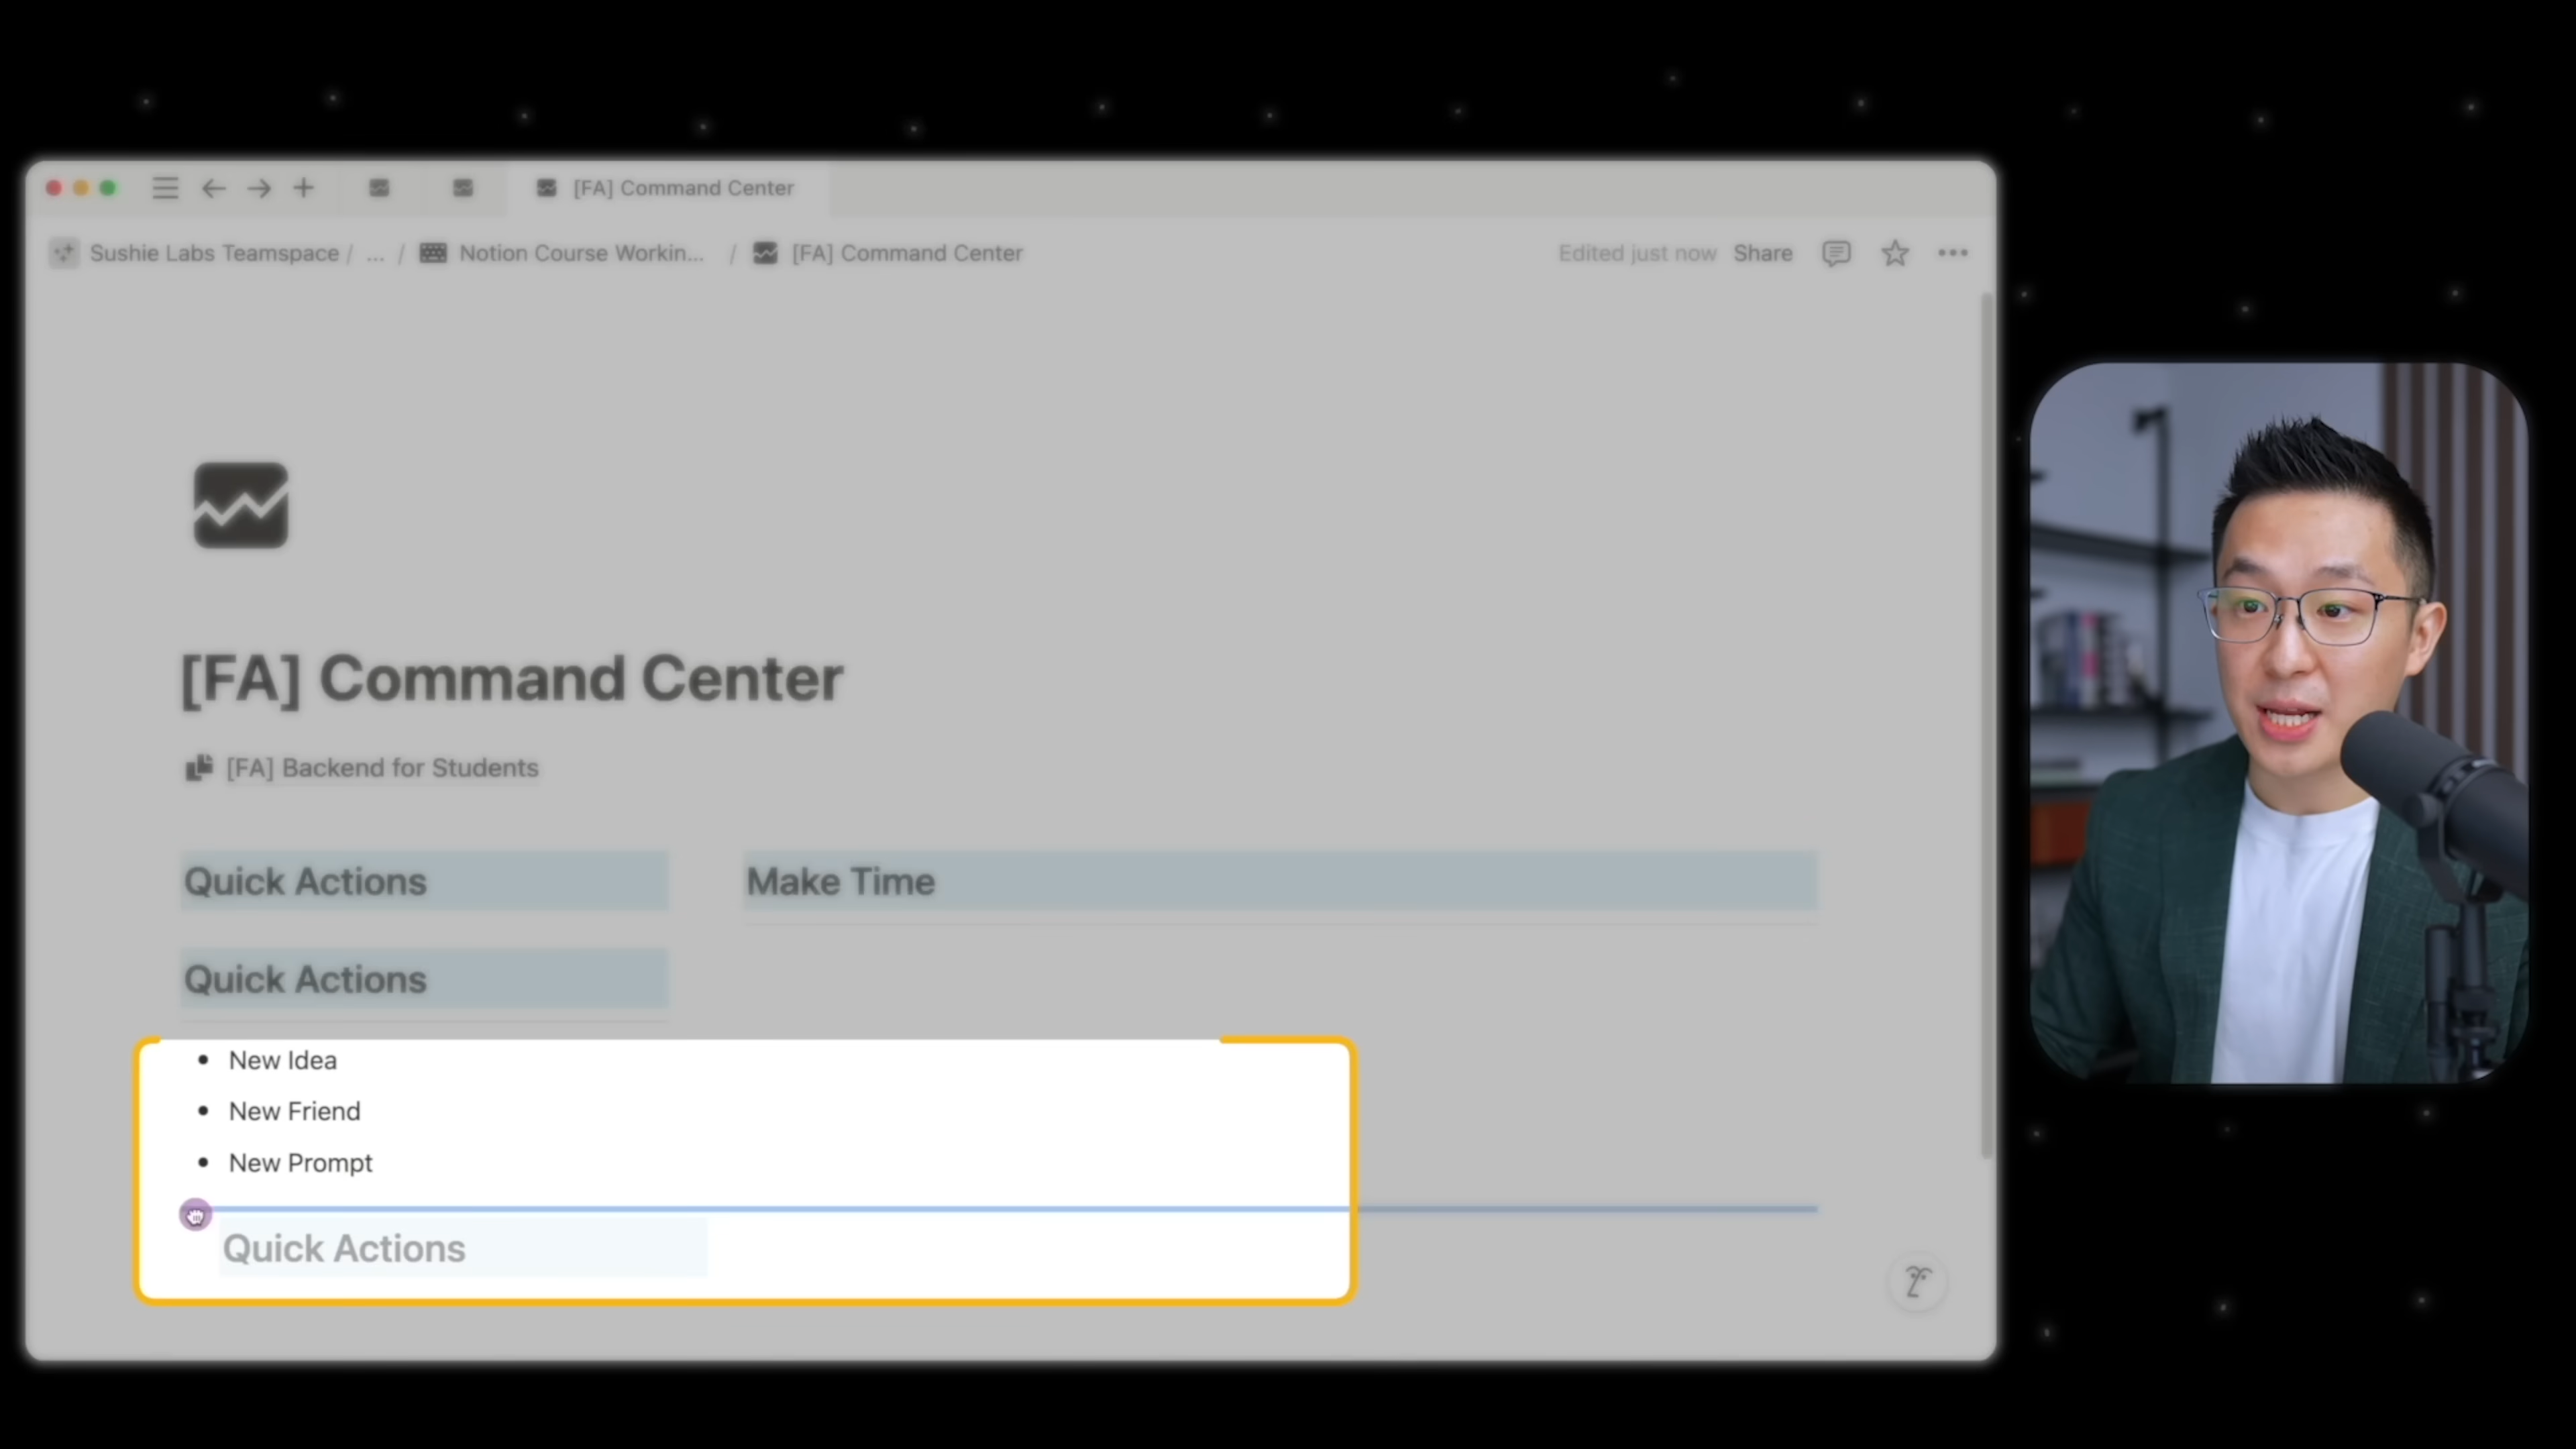 [FA] Command Center
Sushie Labs Teamspace / ... / Notion Course Workin... / [FA] Command Center
Edited just now Share
[FA] Command Center
[FA] Backend for Students
Quick Actions
Make Time
Quick Actions
• New Idea
• New Friend
• New Prompt
Quick Actions